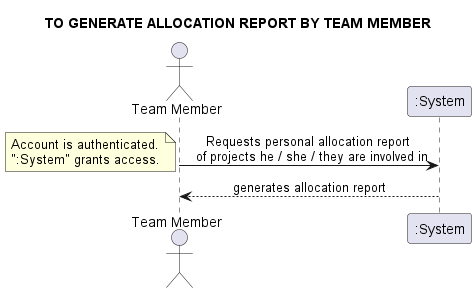 TO GENERATE ALLOCATION REPORT BY TEAM MEMBER
Team Member
:System
Account is authenticated.
":System" grants access.
Requests personal allocation report
of projects he / she / they are involved in
generates allocation report
Team Member
:System